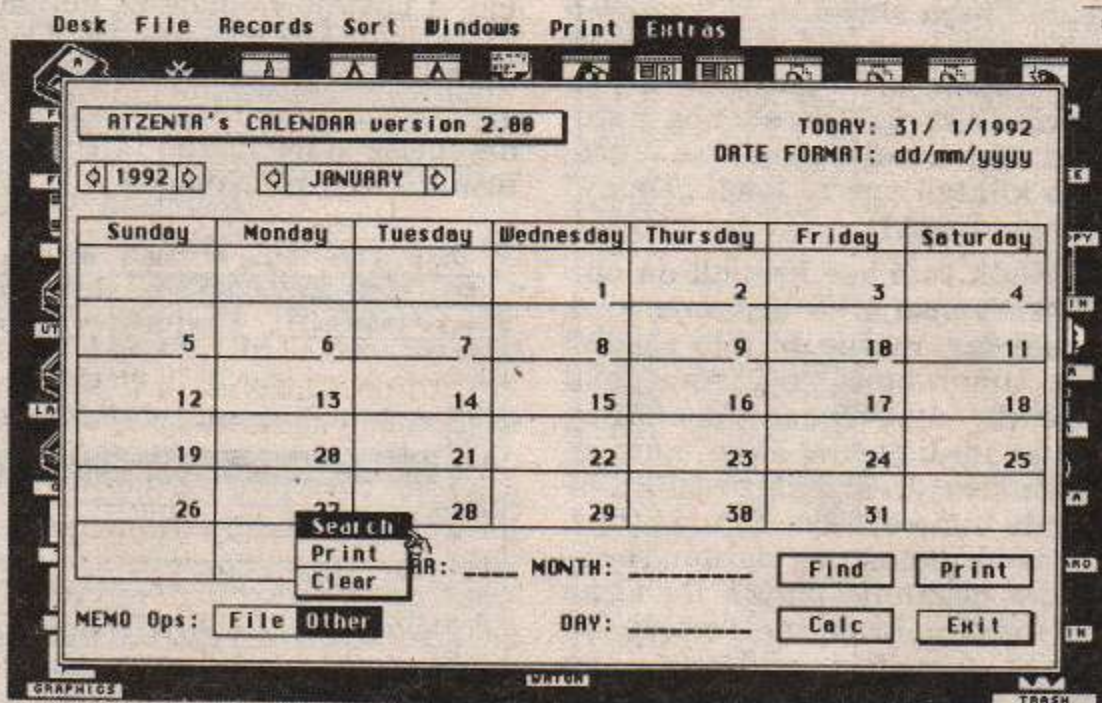 Desk File Records Sort Windows Print Extras
ATZENTA's CALENDAR version 2.00
TODAY: 31/ 1/1992
DATE FORMAT: dd/mm/yyyy
1992 JANUARY
Sunday Monday Tuesday Wednesday Thursday Friday Saturday
1 2 3 4
5 6 7 8 9 10 11
12 13 14 15 16 17 18
19 20 21 22 23 24 25
26 27 28 29 30 31
Search
Print
Clear
MONTH: Find Print
MEMO Ops: File Other DAY: Calc Exit
GRAPHICS TRASH